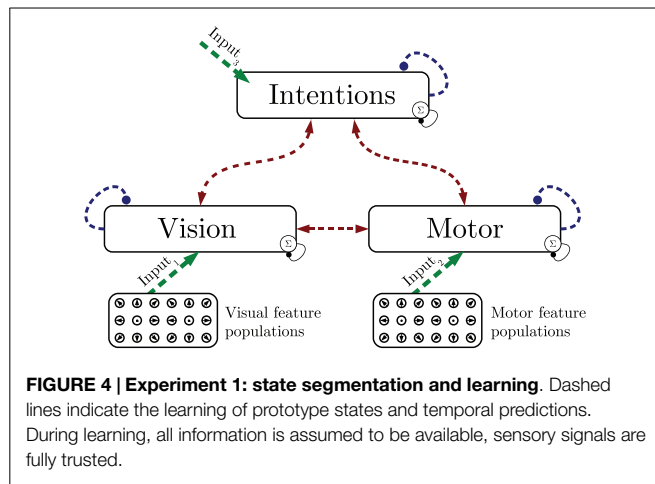 Input3
Intentions
Σ
Vision
Σ
Motor
Σ
Input1
Input2
Visual feature
populations
Motor feature
populations
FIGURE 4 | Experiment 1: state segmentation and learning. Dashed
lines indicate the learning of prototype states and temporal predictions.
During learning, all information is assumed to be available, sensory signals are
fully trusted.